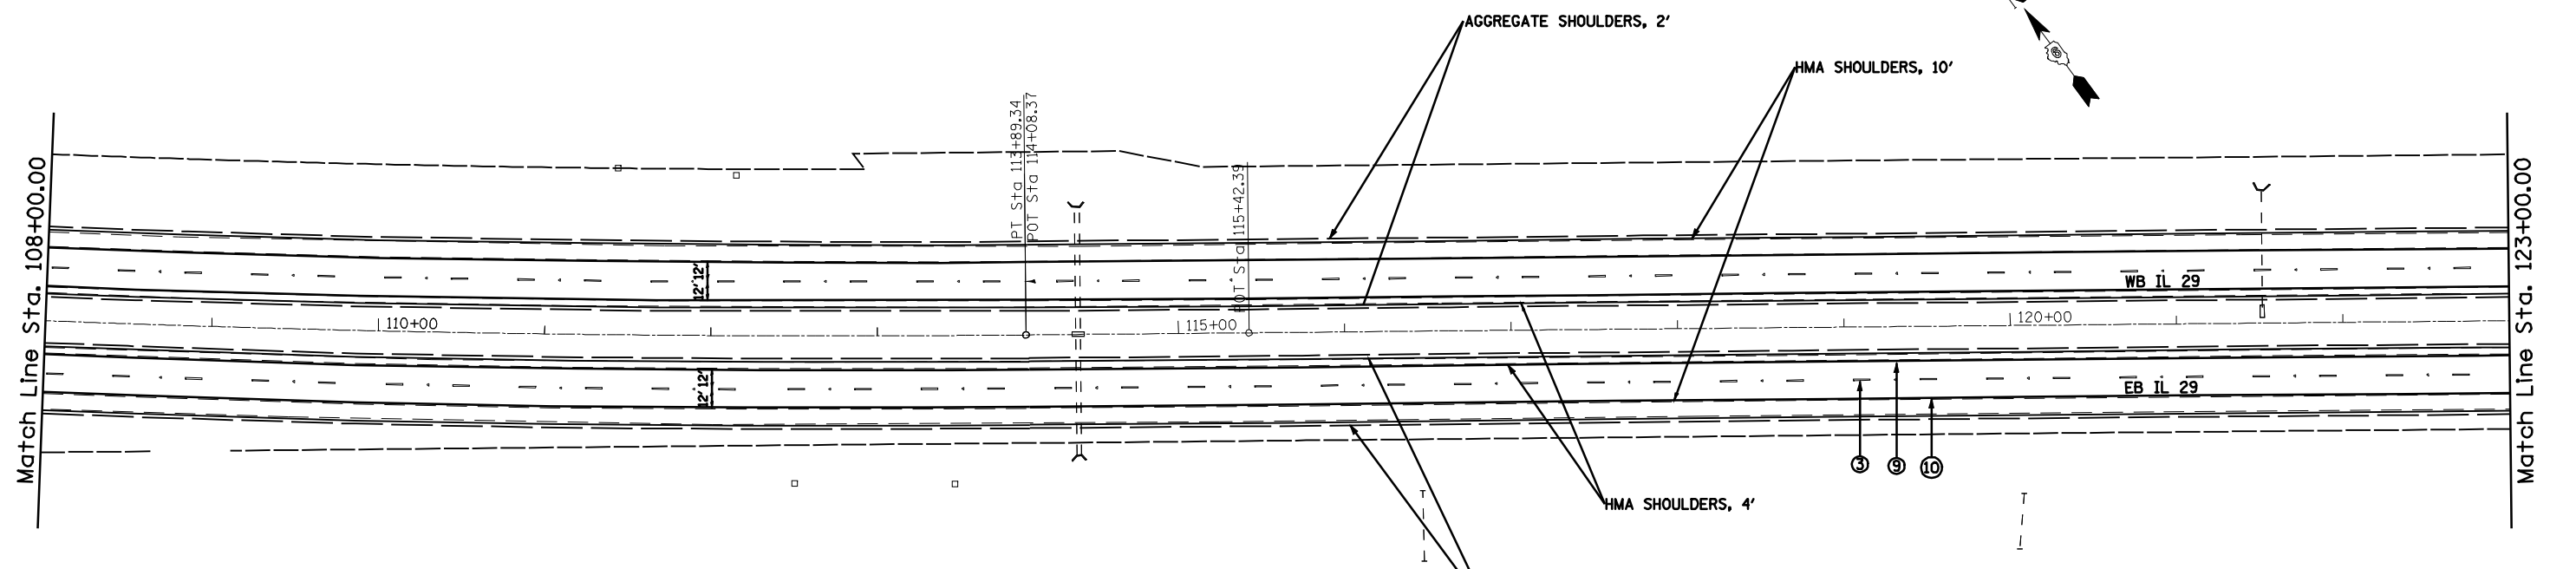 AGGREGATE SHOULDERS, 2'
HMA SHOULDERS, 10'
Match Line Sta. 108+00.00
PT Sta 113+89.34
POT Sta 114+08.37
POT Sta 115+42.39
Match Line Sta. 123+00.00
12' 12'
WB IL 29
110+00
115+00
120+00
12' 12'
EB IL 29
3
9
10
HMA SHOULDERS, 4'